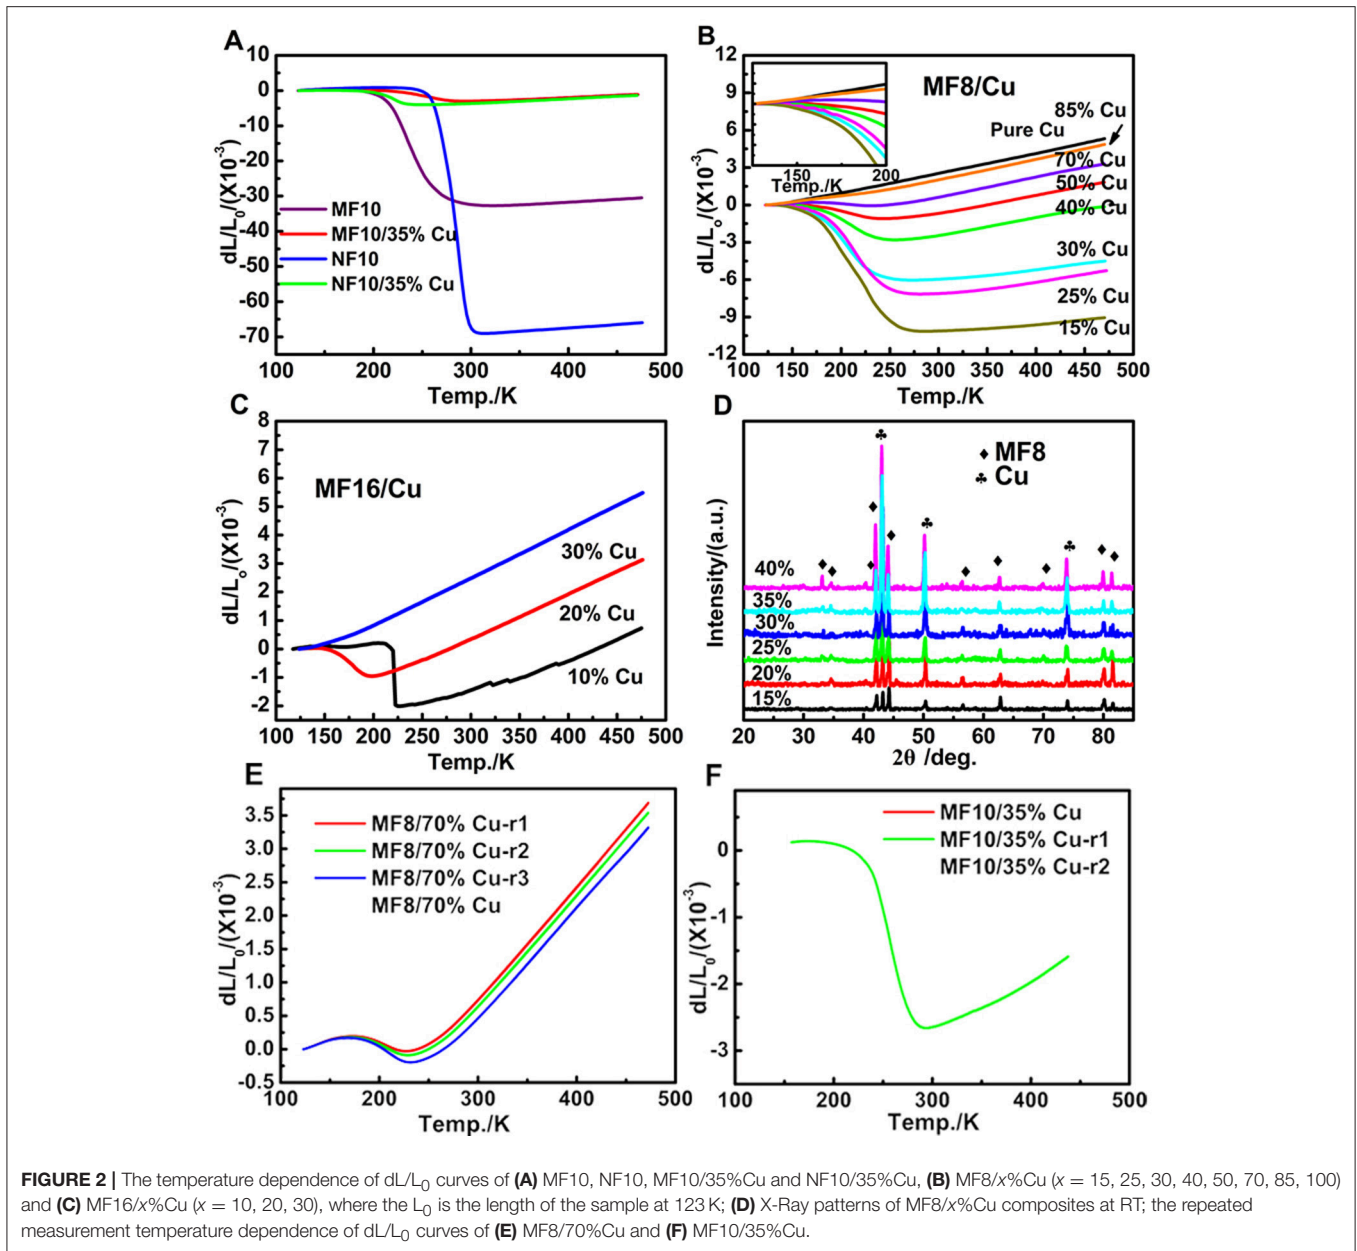 A
10
0
-10
-20
-30
-40
-50
-60
-70
dL/L₀/(X10⁻³)
MF10
MF10/35% Cu
NF10
NF10/35% Cu
100 150 200 250 300 350 400 450 500
Temp./K
B
12
9
6
3
0
-3
-6
-9
-12
dL/Lₒ/(X10⁻³)
MF8/Cu
150 200
Temp./K
Pure Cu
85% Cu
70% Cu
50% Cu
40% Cu
30% Cu
25% Cu
15% Cu
100 150 200 250 300 350 400 450 500
Temp./K
C
8
7
6
5
4
3
2
1
0
-1
-2
dL/Lₒ/(X10⁻³)
MF16/Cu
30% Cu
20% Cu
10% Cu
100 150 200 250 300 350 400 450 500
Temp./K
D
Intensity/(a.u.)
♦ MF8
♣ Cu
40%
35%
30%
25%
20%
15%
20 30 40 50 60 70 80
2θ /deg.
E
3.5
3.0
2.5
2.0
1.5
1.0
0.5
0.0
-0.5
dL/L₀/(X10⁻³)
MF8/70% Cu-r1
MF8/70% Cu-r2
MF8/70% Cu-r3
MF8/70% Cu
100 200 300 400 500
Temp./K
F
0
-1
-2
-3
dL/L₀/(X10⁻³)
MF10/35% Cu
MF10/35% Cu-r1
MF10/35% Cu-r2
100 200 300 400 500
Temp./K
FIGURE 2 | The temperature dependence of dL/L₀ curves of (A) MF10, NF10, MF10/35%Cu and NF10/35%Cu, (B) MF8/x%Cu (x = 15, 25, 30, 40, 50, 70, 85, 100)
and (C) MF16/x%Cu (x = 10, 20, 30), where the L₀ is the length of the sample at 123 K; (D) X-Ray patterns of MF8/x%Cu composites at RT; the repeated
measurement temperature dependence of dL/L₀ curves of (E) MF8/70%Cu and (F) MF10/35%Cu.